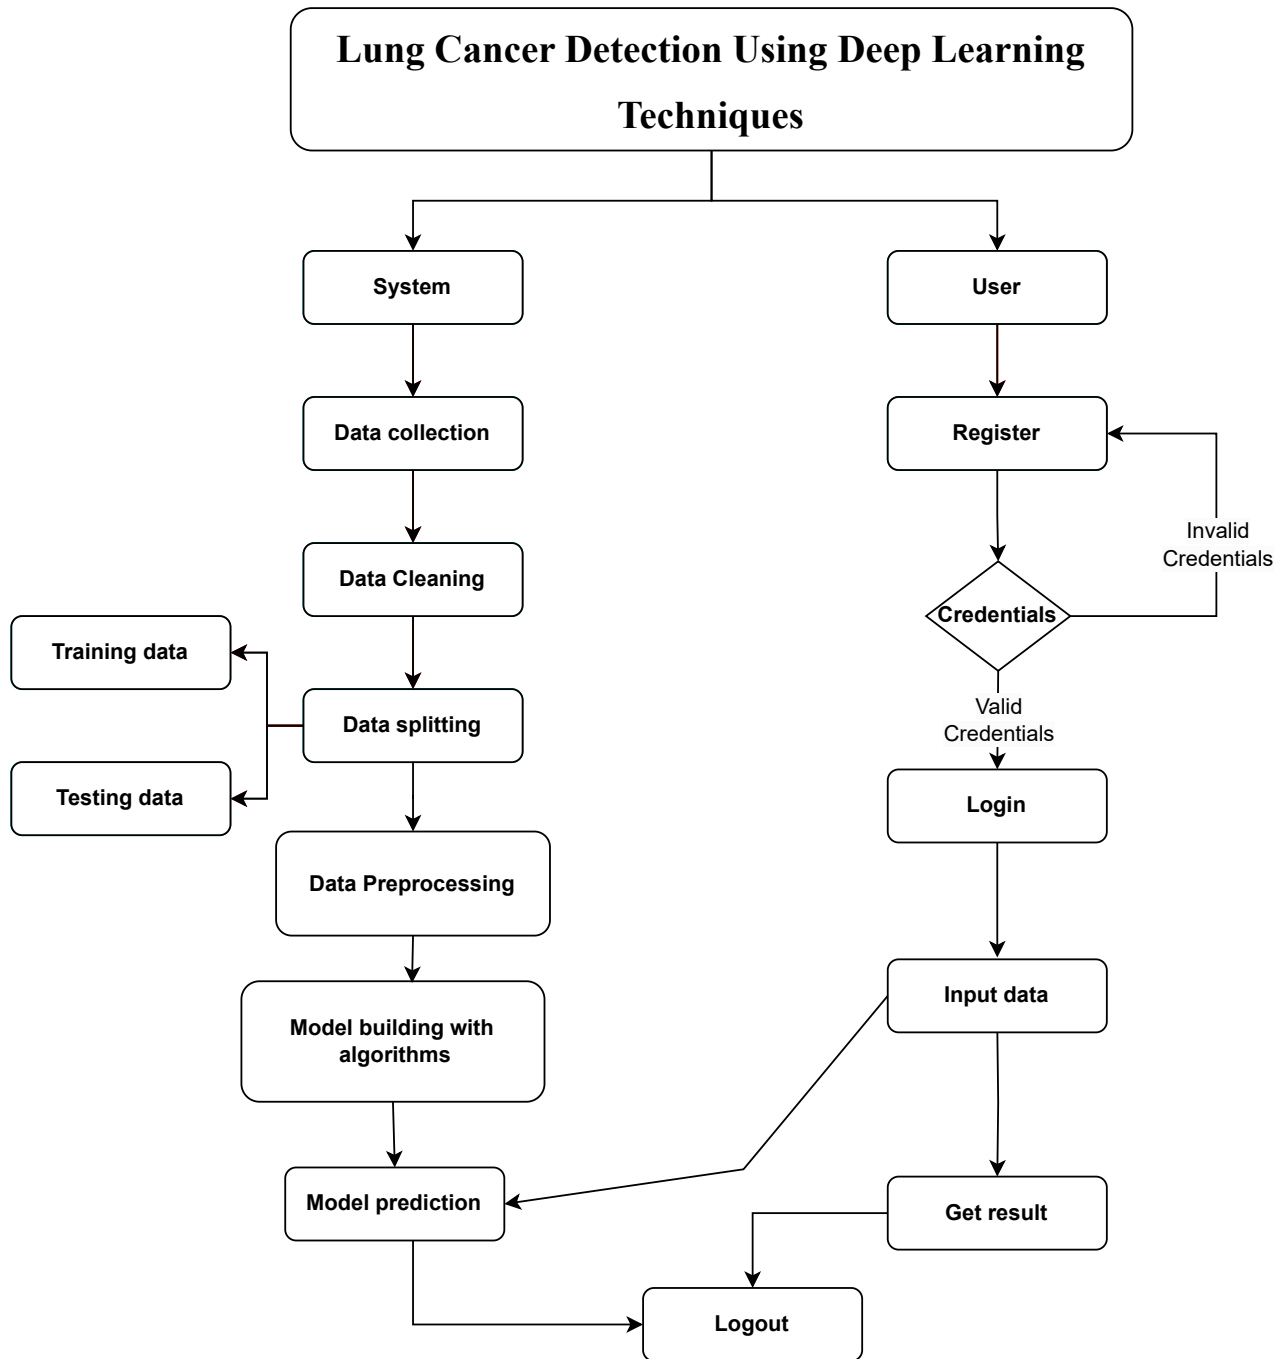 Lung Cancer Detection Using Deep Learning
Techniques
System
User
Data collection
Register
Invalid
Credentials
Data Cleaning
Credentials
Training data
Valid
Credentials
Data splitting
Testing data
Login
Data Preprocessing
Input data
Model building with
algorithms
Model prediction
Get result
Logout